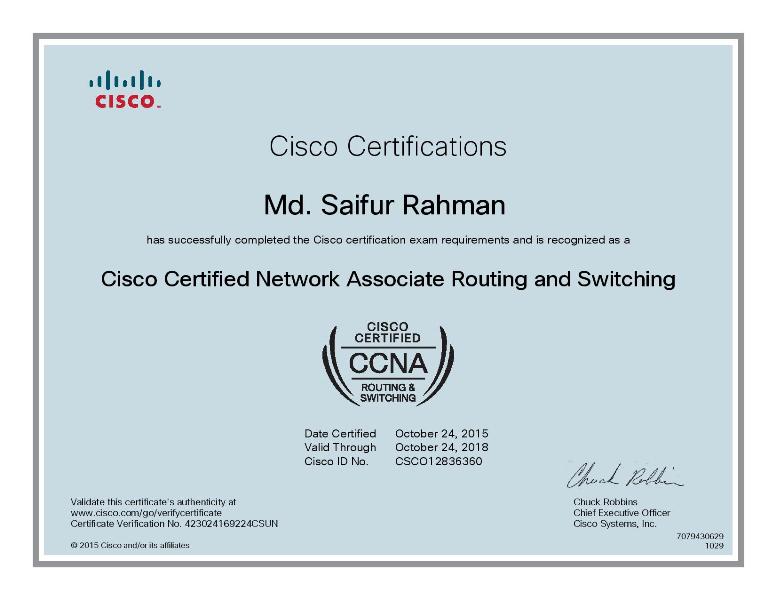 CISCO
Cisco Certifications
Md. Saifur Rahman
has successfully completed the Cisco certification exam requirements and is recognized as a
Cisco Certified Network Associate Routing and Switching
CISCO
CERTIFIED
CCNA
ROUTING &
SWITCHING
Date Certified October 24, 2015
Valid Through October 24, 2018
Cisco ID No. CSCO12836360
Chuck Robbins
Validate this certificate's authenticity at
www.cisco.com/go/verifycertificate
Certificate Verification No. 423024169224CSUN
Chuck Robbins
Chief Executive Officer
Cisco Systems, Inc.
© 2015 Cisco and/or its affiliates
7079430629
1029